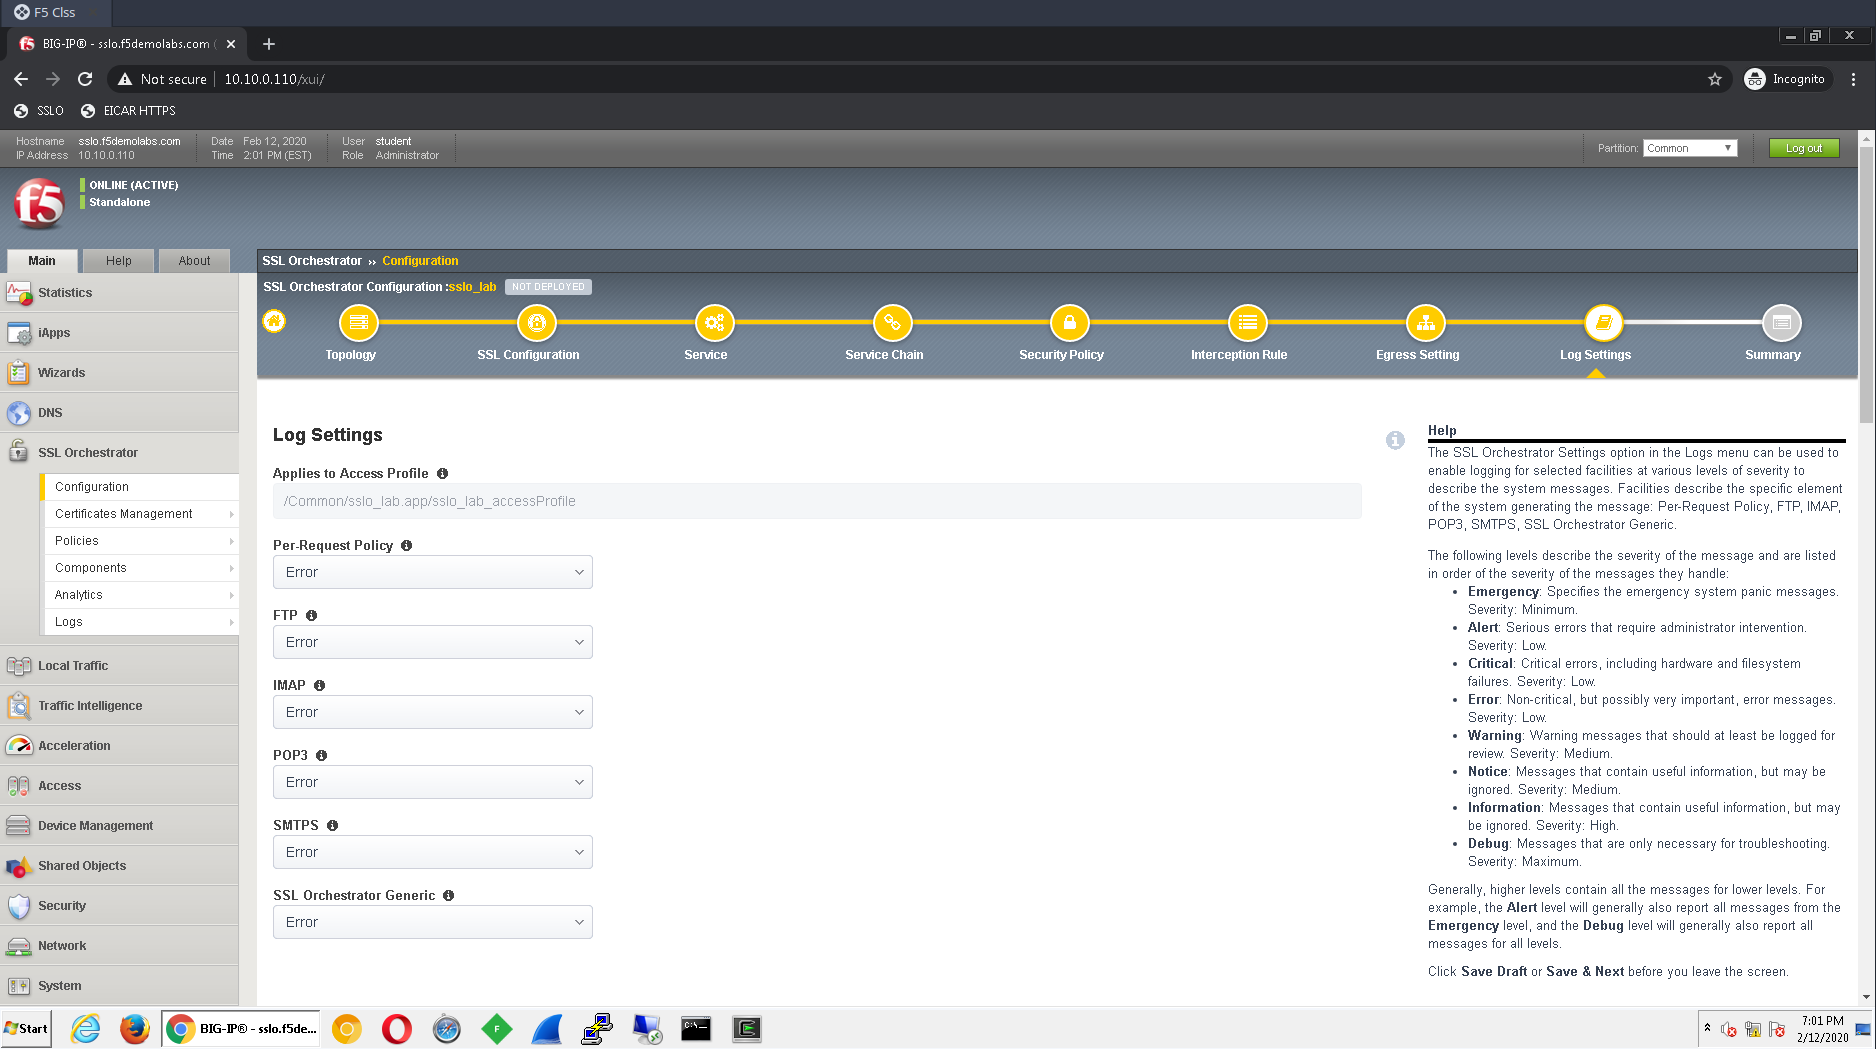 F5 Clss
BIG-IP® - sslo.f5demolabs.com (
Not secure 10.10.0.110/xui/
Incognito
SSLO EICAR HTTPS
Hostname sslo.f5demolabs.com Date Feb 12, 2020 User student
IP Address 10.10.0.110 Time 2:01 PM (EST) Role Administrator
Partition: Common Log out
f5
ONLINE (ACTIVE)
Standalone
Main Help About
SSL Orchestrator ›› Configuration
SSL Orchestrator Configuration :sslo_lab NOT DEPLOYED
Topology SSL Configuration Service Service Chain Security Policy Interception Rule Egress Setting Log Settings Summary
Statistics
iApps
Wizards
DNS
SSL Orchestrator
Configuration
Certificates Management
Policies
Components
Analytics
Logs
Local Traffic
Traffic Intelligence
Acceleration
Access
Device Management
Shared Objects
Security
Network
System
Log Settings
Applies to Access Profile
/Common/sslo_lab.app/sslo_lab_accessProfile
Per-Request Policy
Error
FTP
Error
IMAP
Error
POP3
Error
SMTPS
Error
SSL Orchestrator Generic
Error
Help
The SSL Orchestrator Settings option in the Logs menu can be used to
enable logging for selected facilities at various levels of severity to
describe the system messages. Facilities describe the specific element
of the system generating the message: Per-Request Policy, FTP, IMAP,
POP3, SMTPS, SSL Orchestrator Generic.
The following levels describe the severity of the message and are listed
in order of the severity of the messages they handle:
• Emergency: Specifies the emergency system panic messages.
Severity: Minimum.
• Alert: Serious errors that require administrator intervention.
Severity: Low.
• Critical: Critical errors, including hardware and filesystem
failures. Severity: Low.
• Error: Non-critical, but possibly very important, error messages.
Severity: Low.
• Warning: Warning messages that should at least be logged for
review. Severity: Medium.
• Notice: Messages that contain useful information, but may be
ignored. Severity: Medium.
• Information: Messages that contain useful information, but may
be ignored. Severity: High.
• Debug: Messages that are only necessary for troubleshooting.
Severity: Maximum.
Generally, higher levels contain all the messages for lower levels. For
example, the Alert level will generally also report all messages from the
Emergency level, and the Debug level will generally also report all
messages for all levels.
Click Save Draft or Save & Next before you leave the screen.
Start
BIG-IP® - sslo.f5de...
7:01 PM
2/12/2020